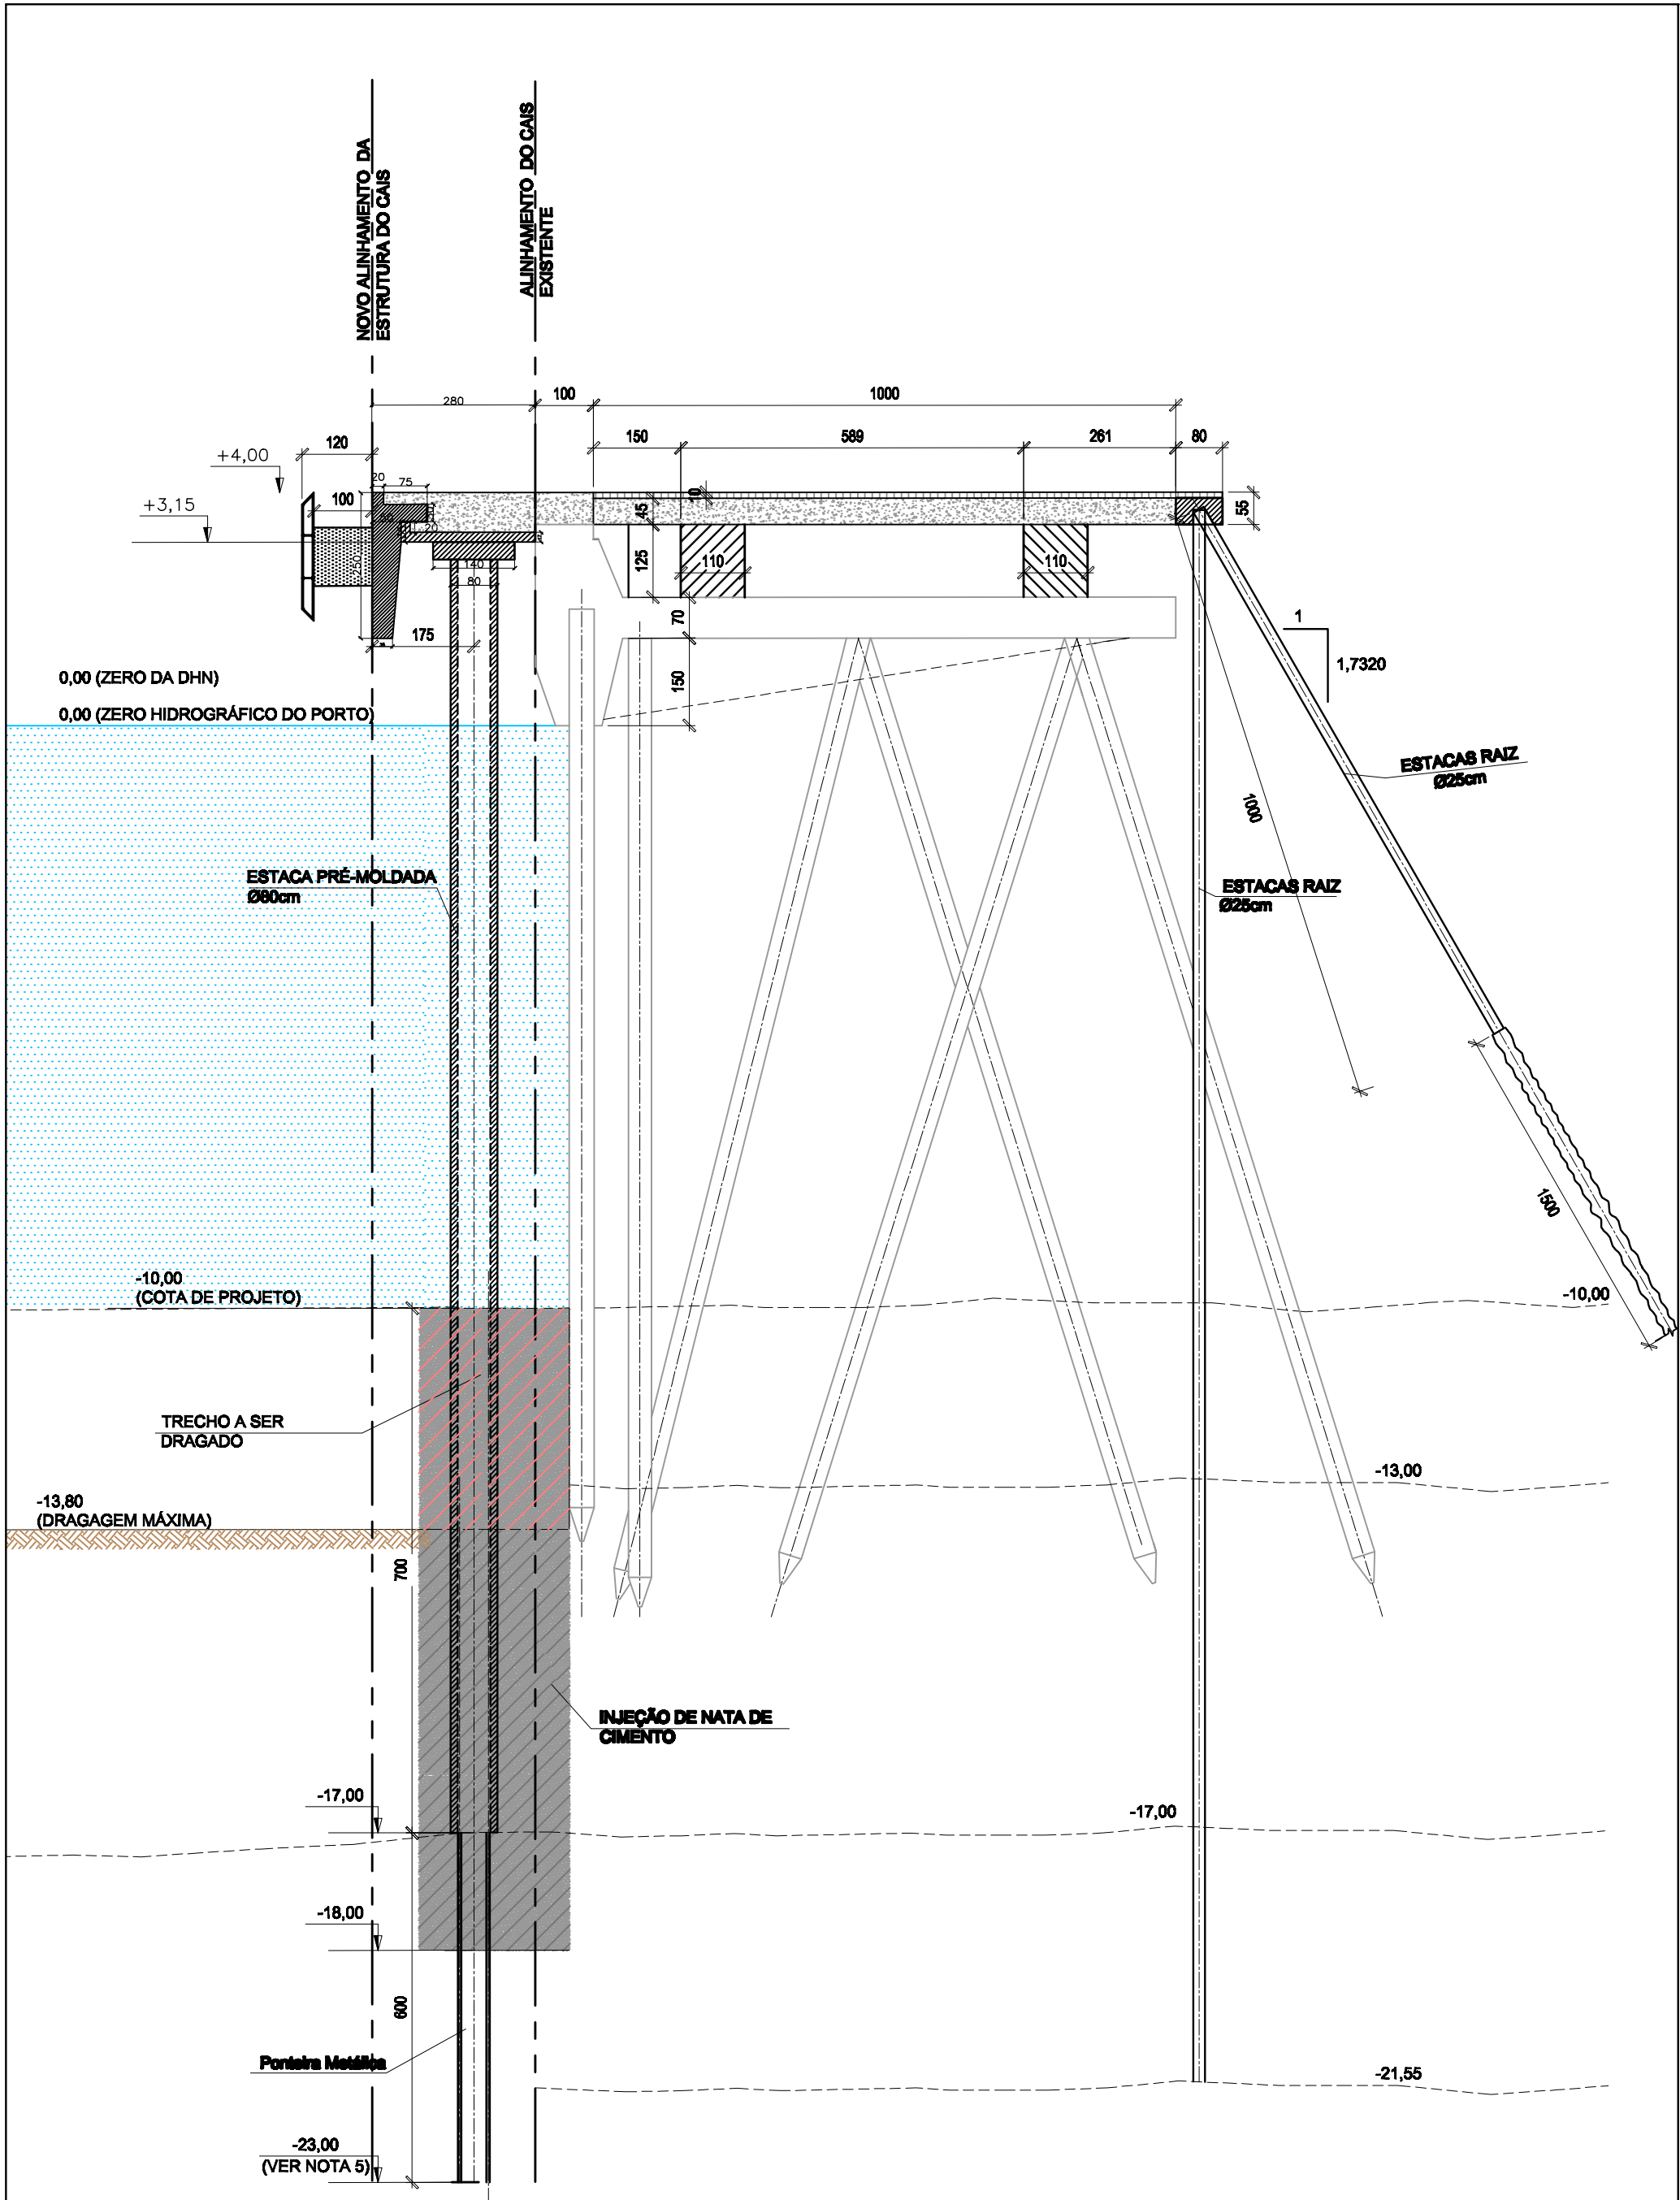 NOVO ALINHAMENTO DA
ESTRUTURA DO CAIS
ALINHAMENTO DO CAIS
EXISTENTE
280
100
1000
120
150
589
261
80
+4,00
20
75
100
10
45
55
+3,15
20
250
140
80
125
110
110
70
175
150
1
1,7320
0,00 (ZERO DA DHN)
0,00 (ZERO HIDROGRÁFICO DO PORTO)
ESTACAS RAIZ
Ø25cm
1000
ESTACA PRÉ-MOLDADA
Ø80cm
ESTACAS RAIZ
Ø25cm
1500
-10,00
(COTA DE PROJETO)
-10,00
TRECHO A SER
DRAGADO
-13,00
-13,80
(DRAGAGEM MÁXIMA)
700
INJEÇÃO DE NATA DE
CIMENTO
-17,00
-17,00
-18,00
600
Ponteira Metálica
-21,55
-23,00
(VER NOTA 5)